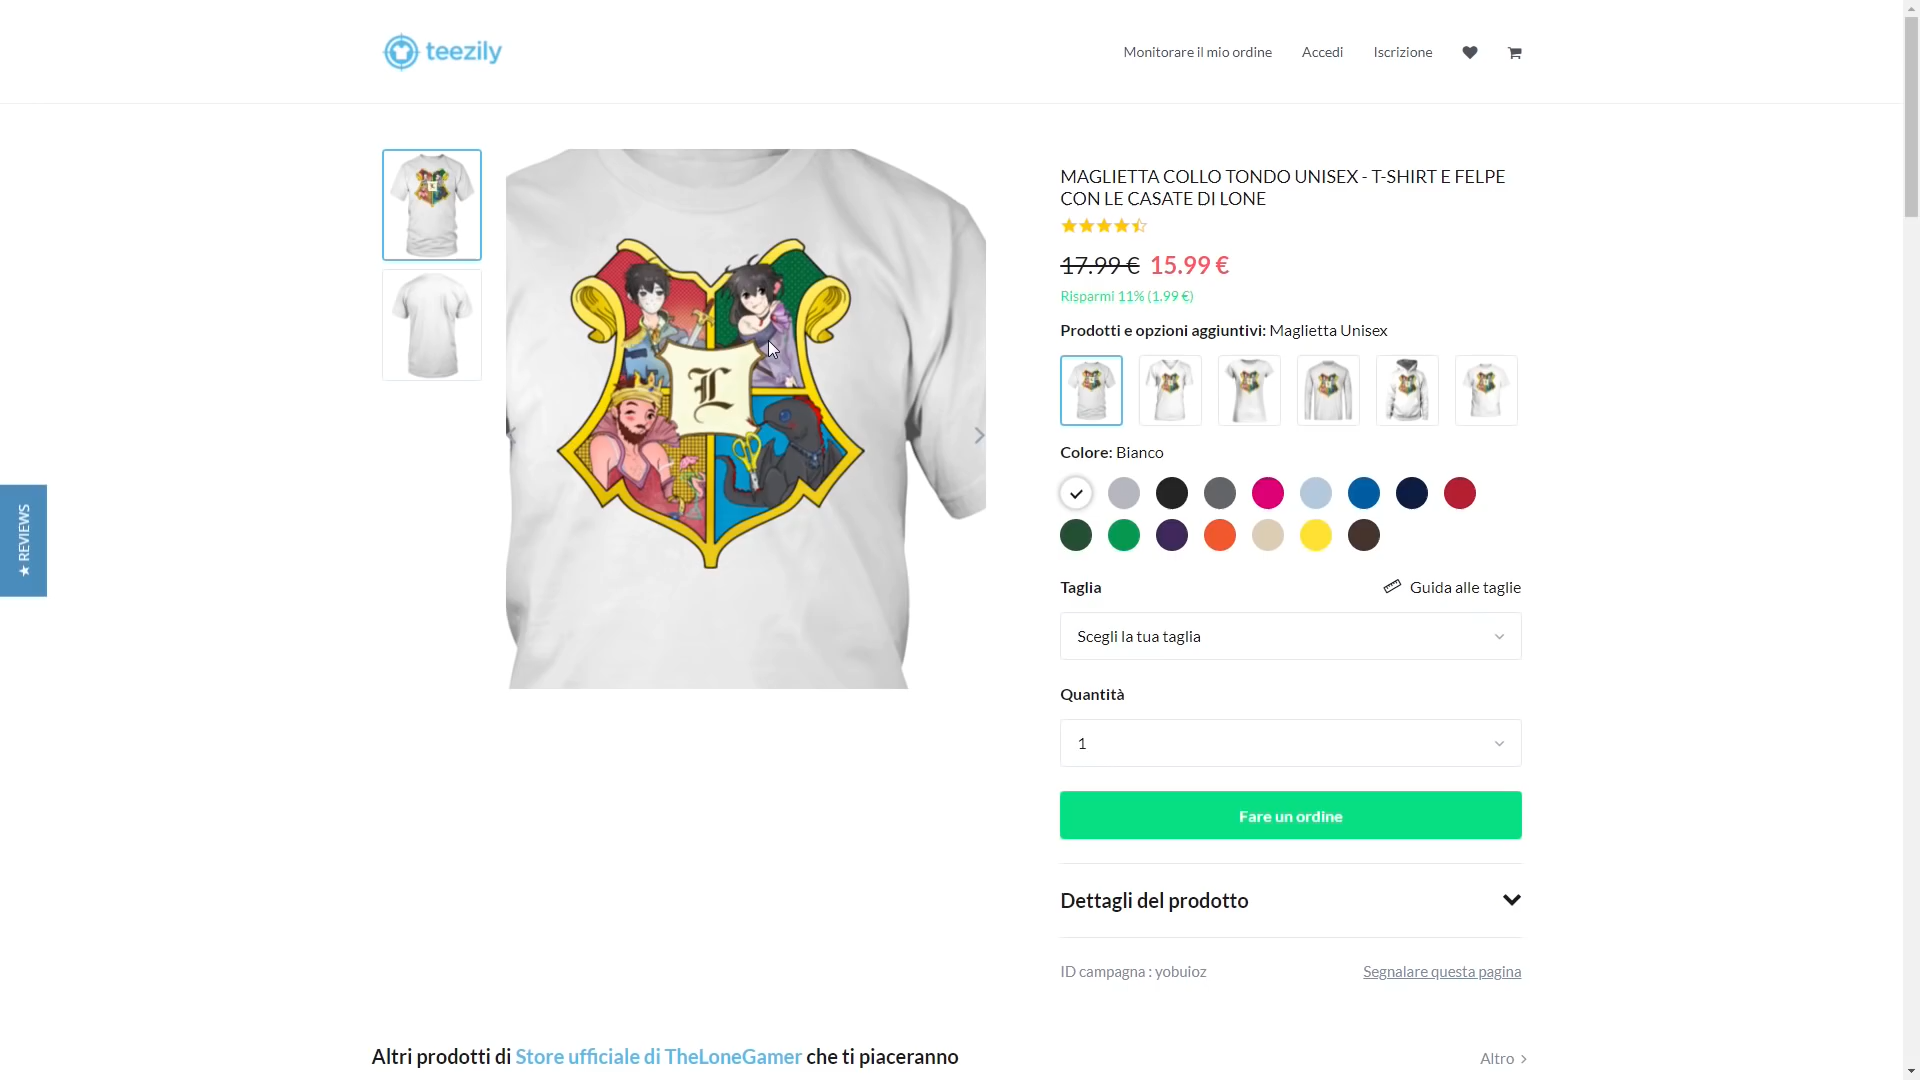 teezily
Monitorare il mio ordine
Accedi
Iscrizione
MAGLIETTA COLLO TONDO UNISEX - T-SHIRT E FELPE
CON LE CASATE DI LONE
17.99 € 15.99 €
Risparmi 11% (1.99 €)
Prodotti e opzioni aggiuntivi: Maglietta Unisex
L
Colore: Bianco
★ REVIEWS
Taglia
Guida alle taglie
Scegli la tua taglia
Quantità
1
Fare un ordine
Dettagli del prodotto
ID campagna : yobuioz
Segnalare questa pagina
Altri prodotti di Store ufficiale di TheLoneGamer che ti piaceranno
Altro